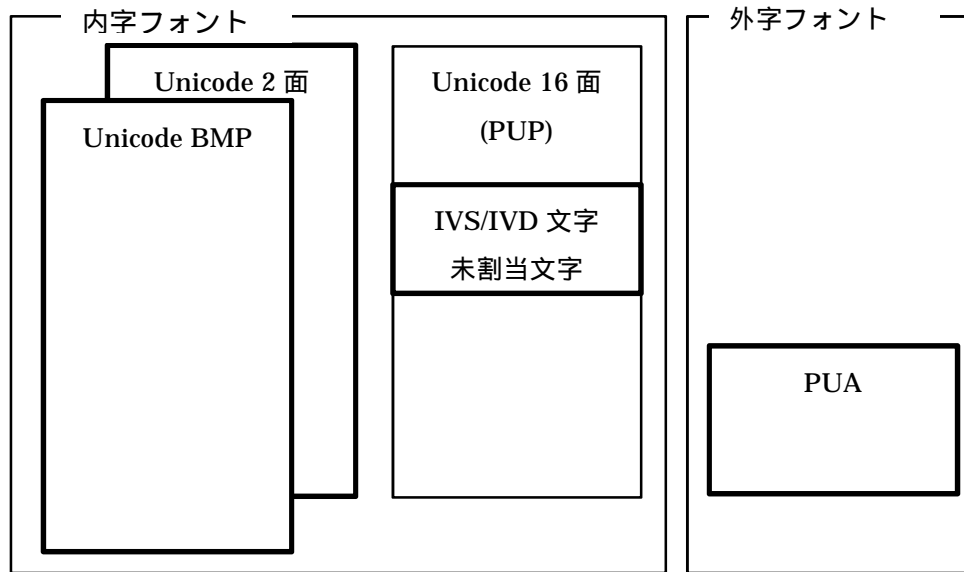 内字フォント
外字フォント
Unicode 2 面
Unicode BMP
Unicode 16 面
(PUP)
IVS/IVD 文字
未割当文字
PUA